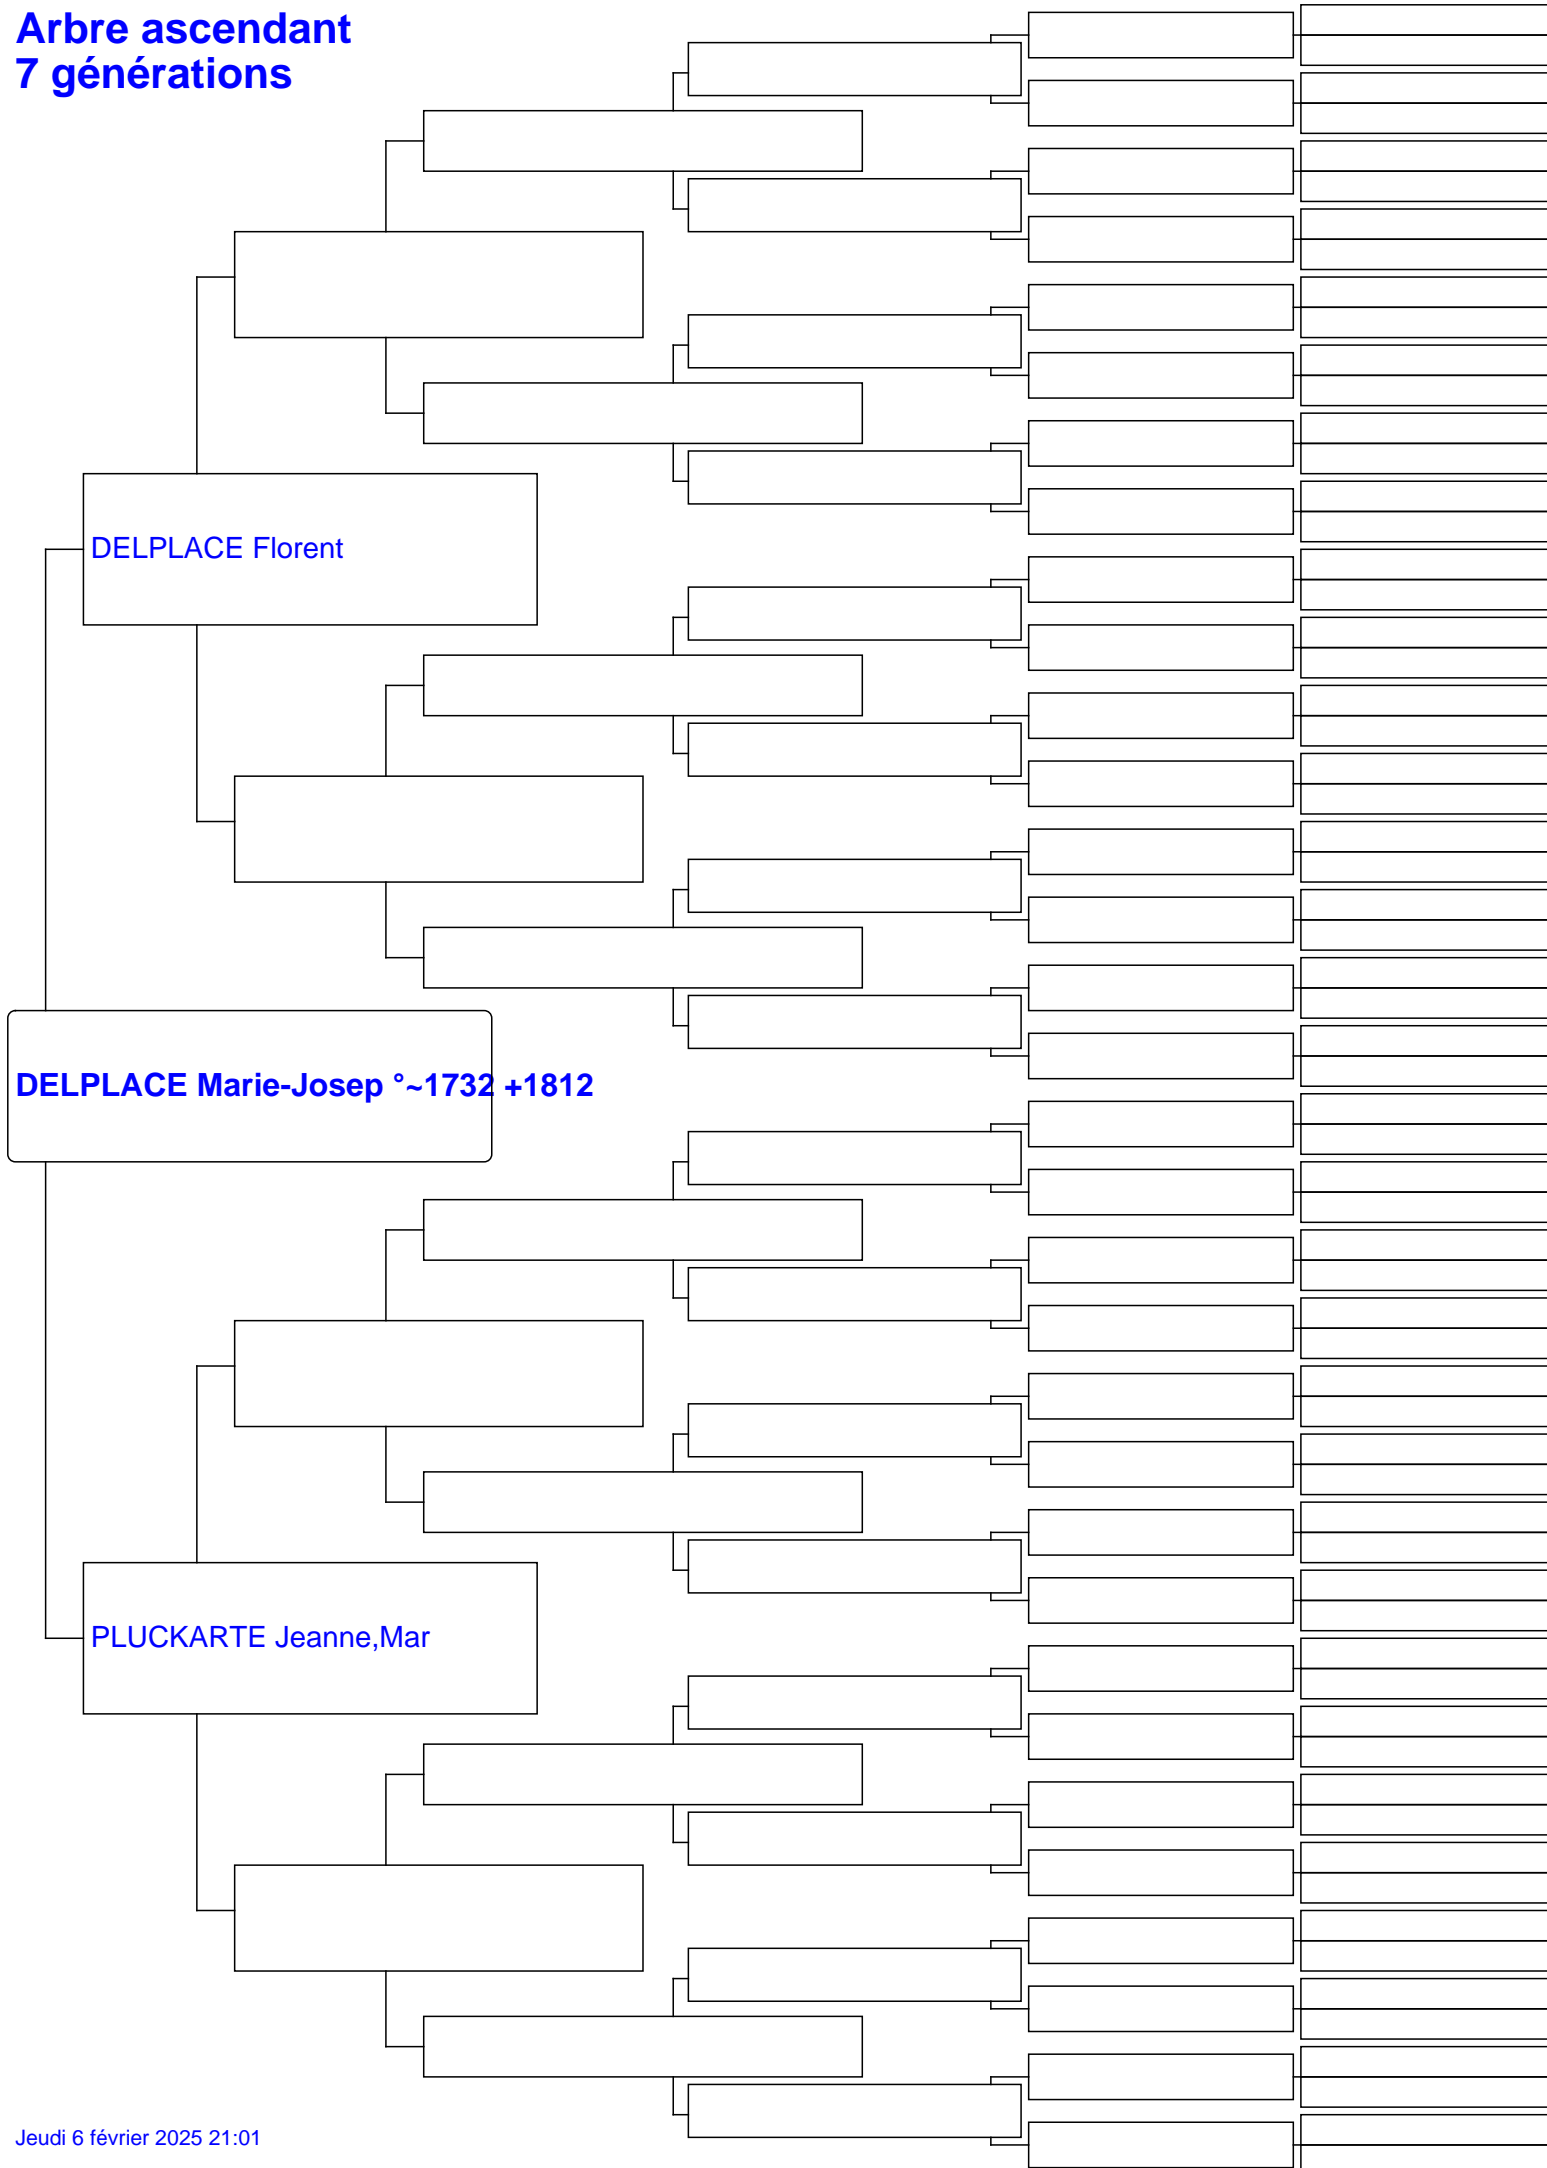 Arbre ascendant
7 générations
DELPLACE Florent
DELPLACE Marie-Josep °~1732 +1812
PLUCKARTE Jeanne,Mar
Jeudi 6 février 2025 21:01